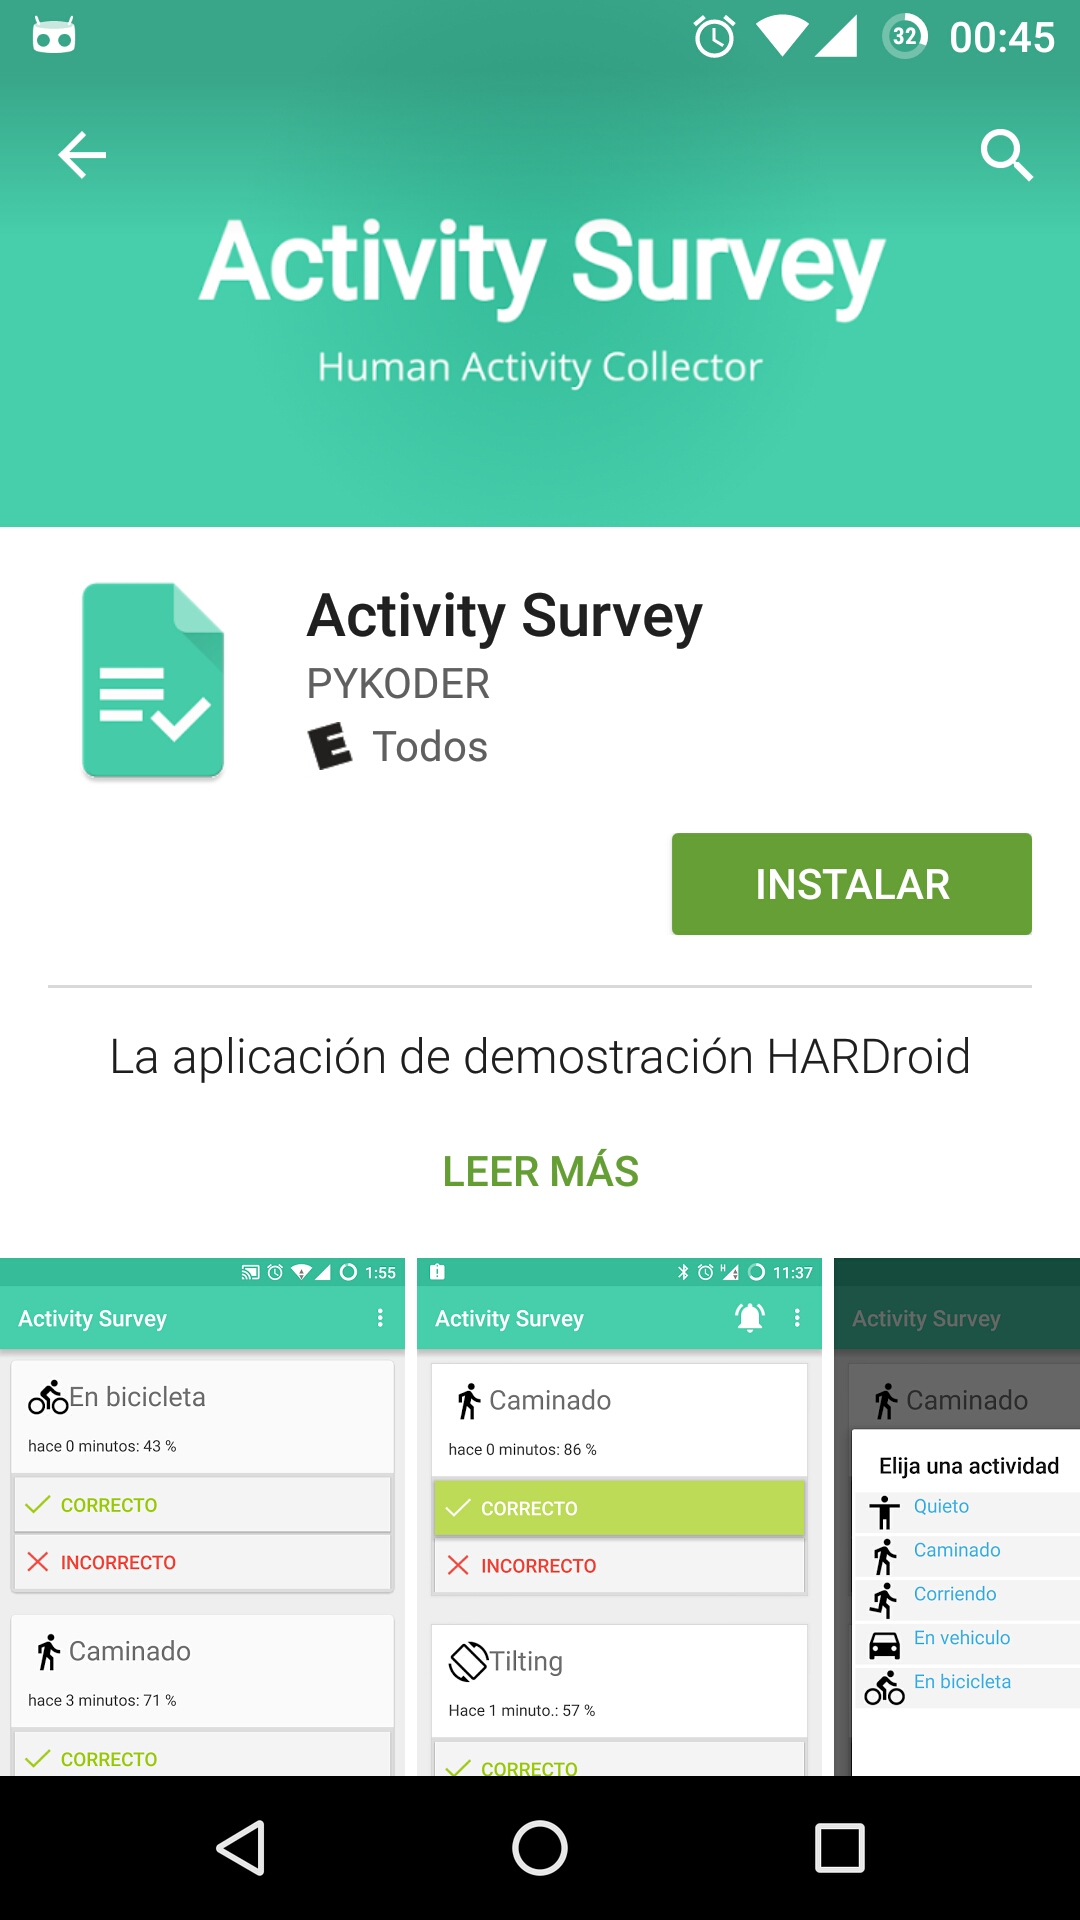 32 00:45
Activity Survey
Human Activity Collector
Activity Survey
PYKODER
E Todos
INSTALAR
La aplicación de demostración HARDroid
LEER MÁS
1:55
Activity Survey
En bicicleta
hace 0 minutos: 43 %
CORRECTO
INCORRECTO
Caminado
hace 3 minutos: 71 %
CORRECTO
H 11:37
Activity Survey
Caminado
hace 0 minutos: 86 %
CORRECTO
INCORRECTO
Tilting
Hace 1 minuto.: 57 %
CORRECTO
Activity Survey
Caminado
Elija una actividad
Quieto
Caminado
Corriendo
En vehiculo
En bicicleta